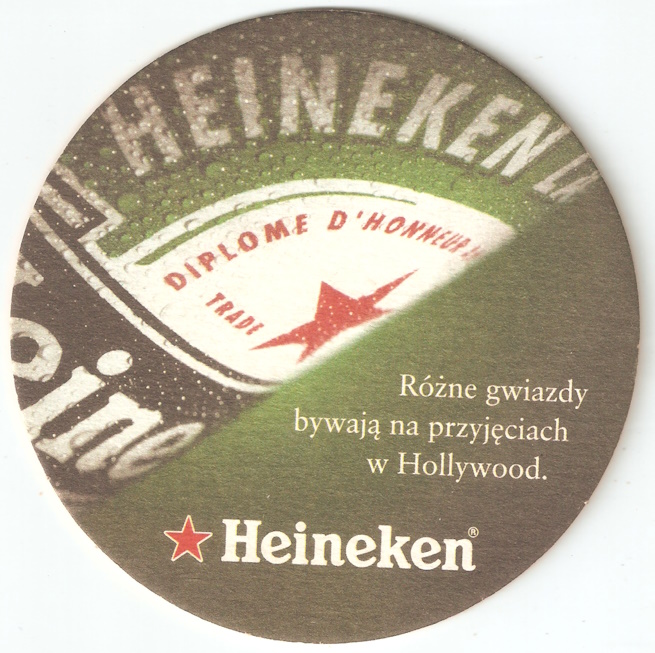 HEINEKEN
DIPLOME D'HONNEUR
TRADE
Różne gwiazdy
bywają na przyjęciach
w Hollywood.
Heineken®